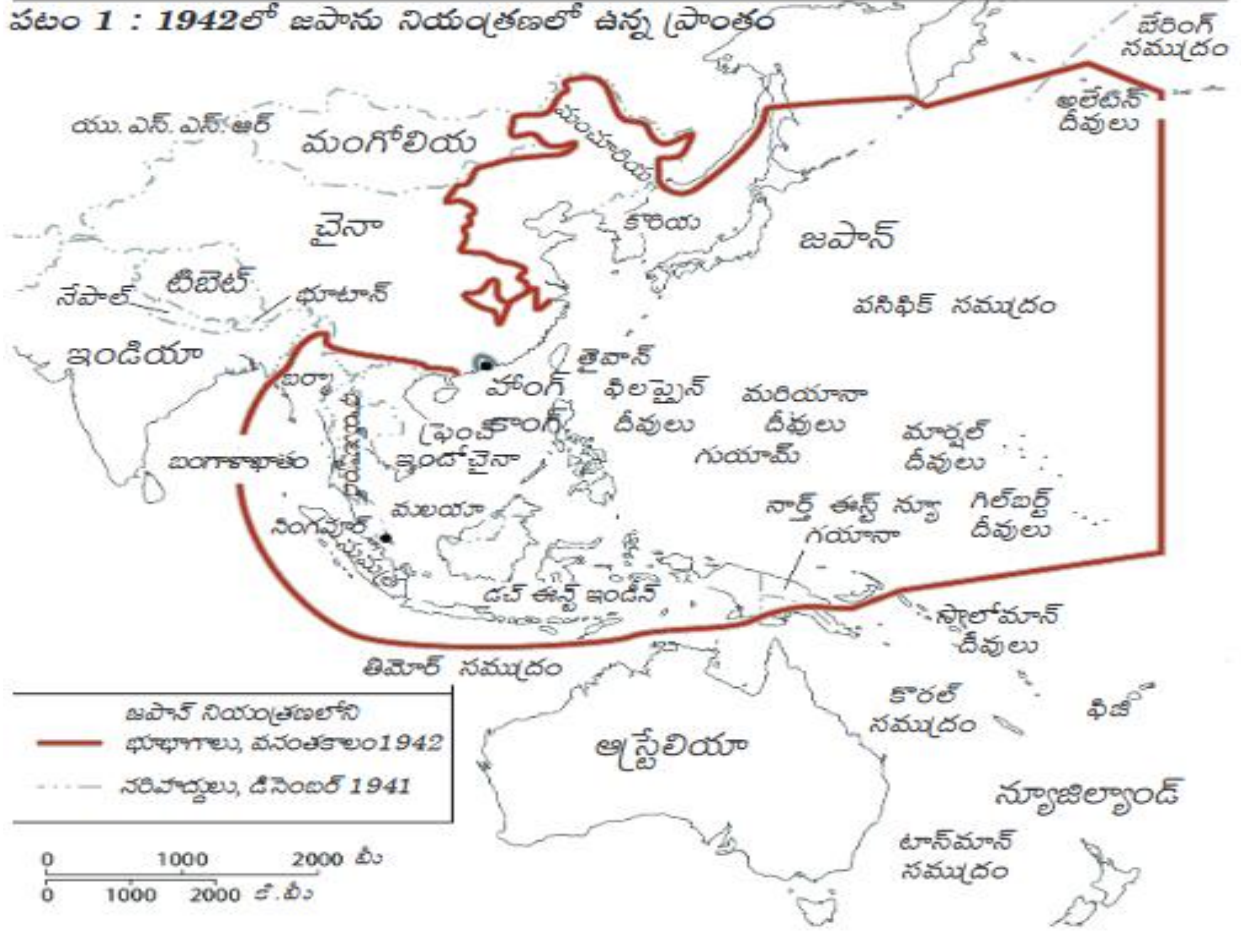 పటం 1 : 1942లో జపాను నియంత్రణలో ఉన్న ప్రాంతం
బేరింగ్
సముద్రం
అలేటిన్
దీవులు
యు.ఎస్.ఎస్.ఆర్
మంగోలియ
మంచూరియ
చైనా
కొరియ
జపాన్
టిబెట్
నేపాల్
భూటాన్
పసిఫిక్ సముద్రం
ఇండియా
బర్మా
తైవాన్
హాంగ్
కాంగ్
ఫిలప్పైన్
దీవులు
మరియానా
దీవులు
గుయామ్
మార్షల్
దీవులు
ఫ్రెంచ్
ఇండోచైనా
బంగాళాఖాతం
మలయా
సింగపూర్
సుమత్రా
నార్త్ ఈస్ట్ న్యూ
గయానా
గిల్‌బర్ట్
దీవులు
డచ్ ఈస్ట్ ఇండీస్
సాలోమాన్
దీవులు
తిమోర్ సముద్రం
కొరల్
సముద్రం
ఫిజీ
ఆస్ట్రేలియా
న్యూజిల్యాండ్
టాస్‌మాన్
సముద్రం
జపాన్ నియంత్రణలోని
భూభాగాలు, వసంతకాలం1942
సరిహద్దులు, డిసెంబర్ 1941
0 1000 2000 మీ
0 1000 2000 కి.మీ